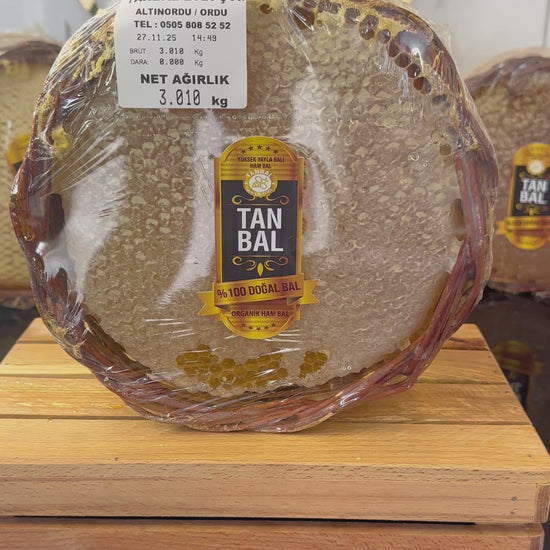 ALTINORDU / ORDU
TEL : 0505 808 52 52
27.11.25 14:49
BRÜT: 3.010 Kg
DARA: 0.000 Kg
NET AĞIRLIK
3.010 kg
YÜKSEK YAYLA BALI
HAM BAL
TANBAL
TAN
BAL
%100 DOĞAL BAL
ORGANİK HAM BAL
TAN
BAL